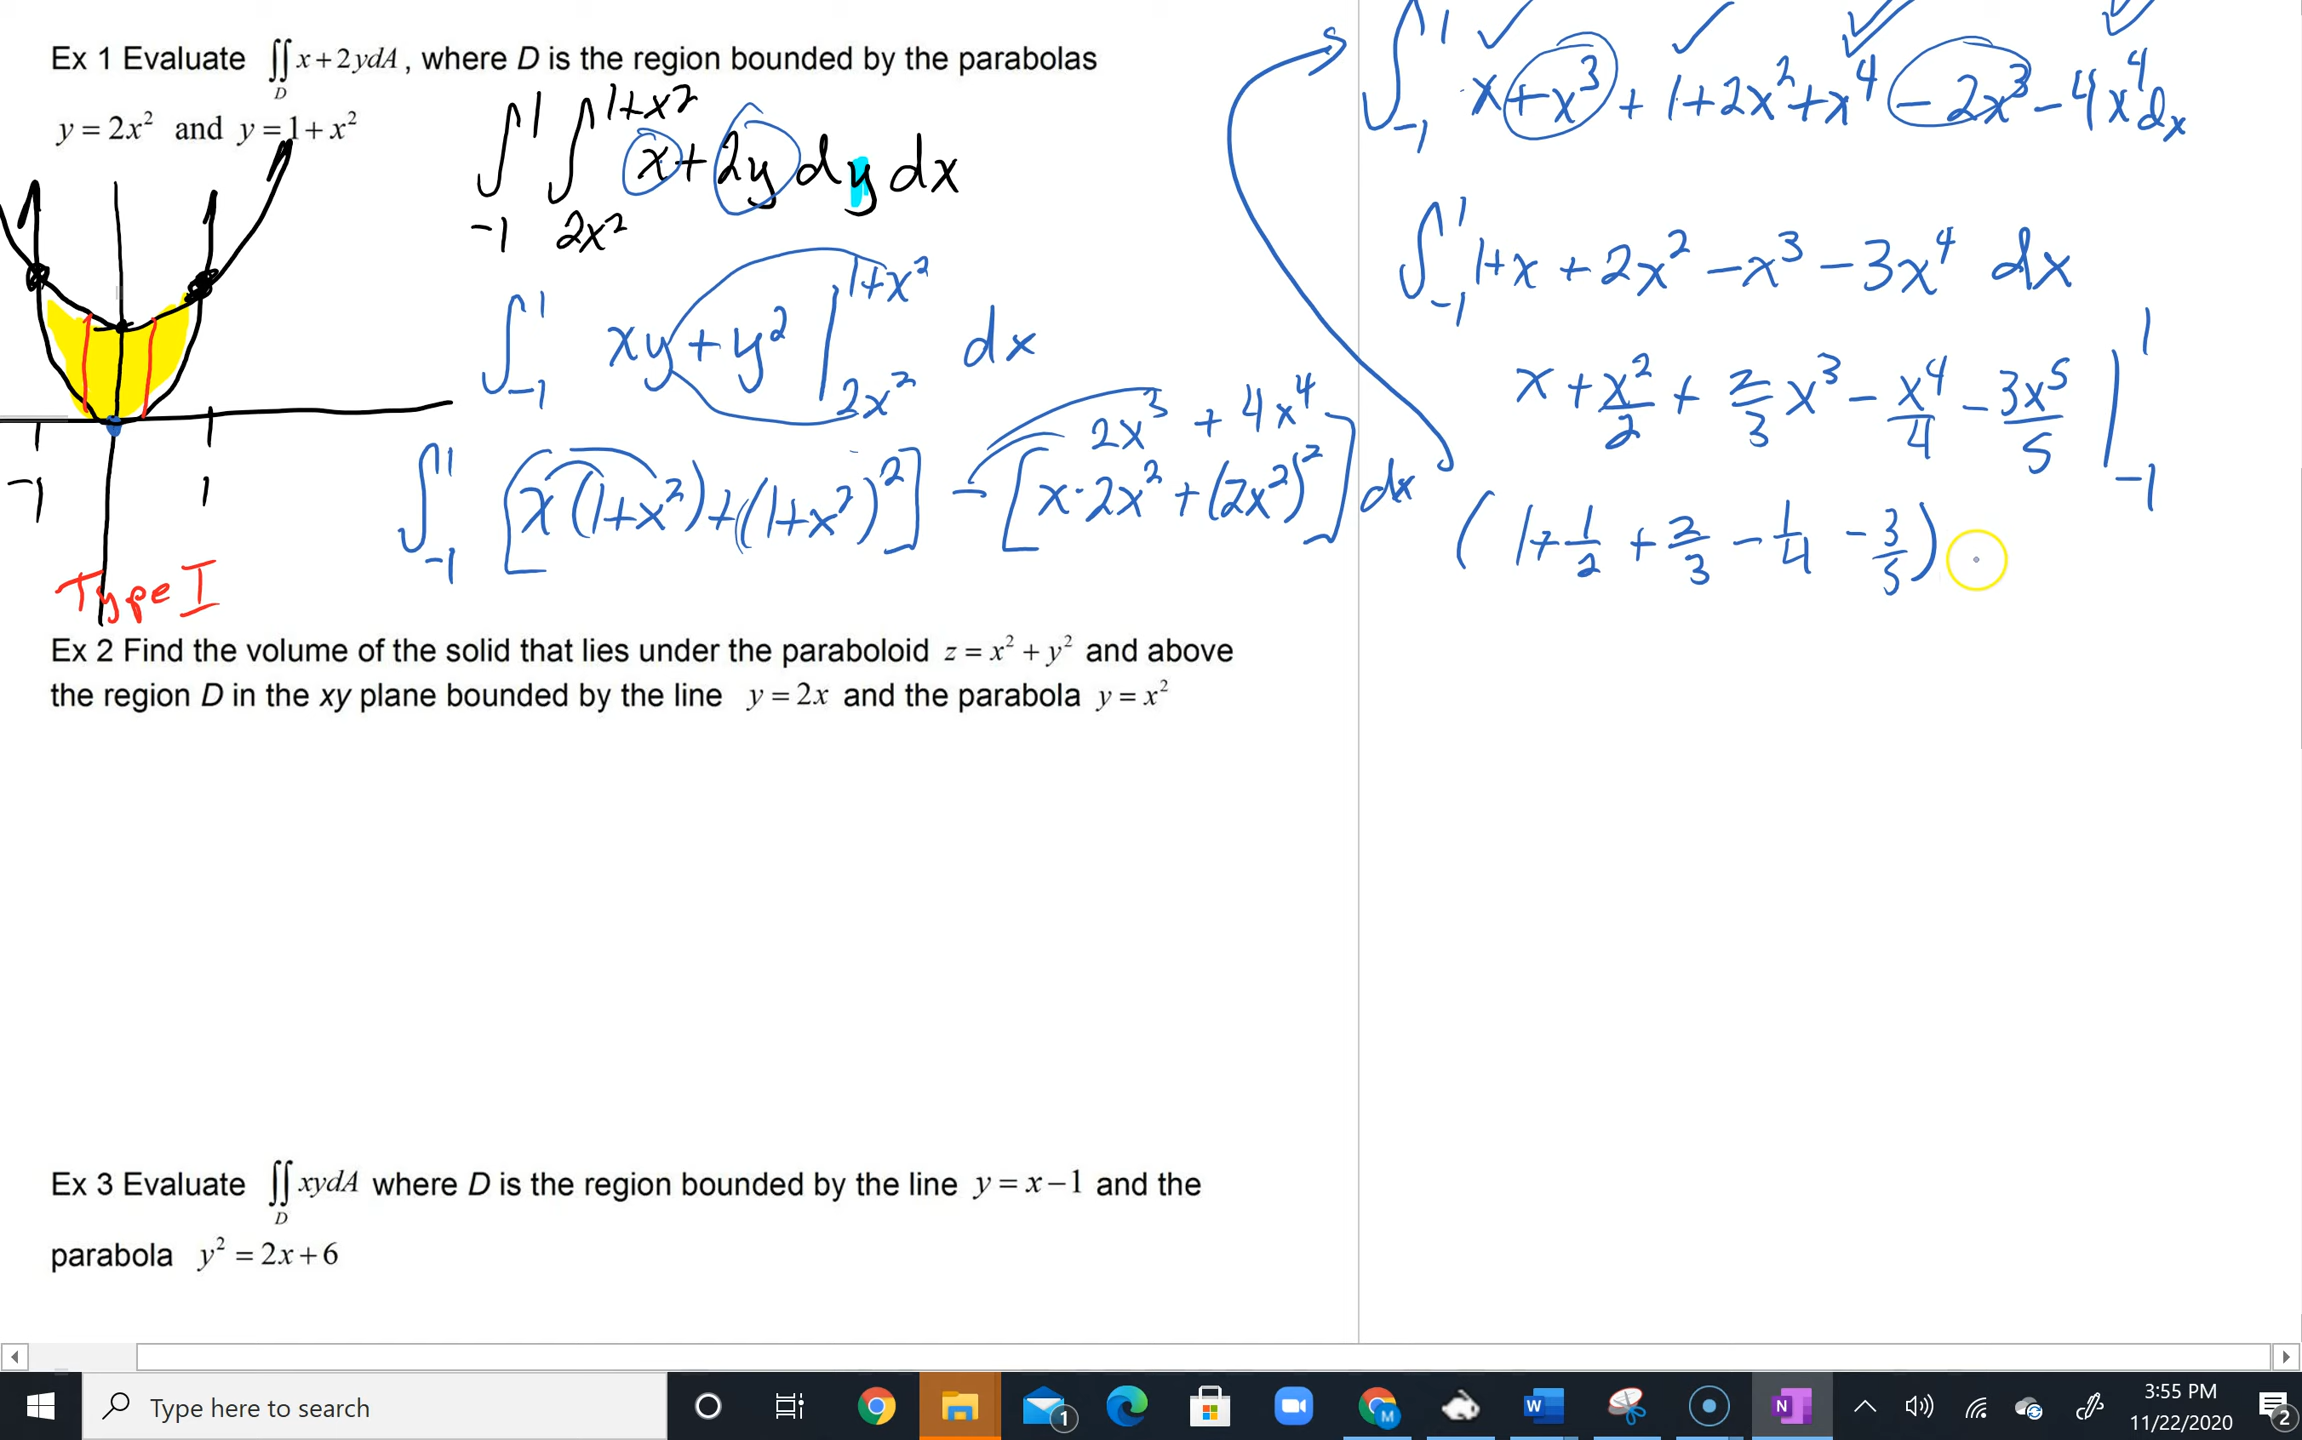 Ex 1 Evaluate ∬_D x+2ydA, where D is the region bounded by the parabolas
y = 2x² and y = 1 + x²
∫_{-1}^{1} ∫_{2x²}^{1+x²} x + 2y dy dx
∫_{-1}^{1} xy + y² |_{2x²}^{1+x²} dx
2x³ + 4x⁴
∫_{-1}^{1} [x(1+x²) + (1+x²)²] - [x·2x² + (2x²)²] dx
-1 1
Type I
Ex 2 Find the volume of the solid that lies under the paraboloid z = x² + y² and above
the region D in the xy plane bounded by the line y = 2x and the parabola y = x²
Ex 3 Evaluate ∬_D xydA where D is the region bounded by the line y = x−1 and the
parabola y² = 2x+6
∫_{-1}^{1} x + x³ + 1 + 2x² + x⁴ - 2x³ - 4x⁴ dx
∫_{-1}^{1} 1 + x + 2x² - x³ - 3x⁴ dx
x + x²/2 + 2/3 x³ - x⁴/4 - 3x⁵/5 |_{-1}^{1}
(1 + 1/2 + 2/3 - 1/4 - 3/5)
Type here to search
1
M
W
N
3:55 PM
11/22/2020
2